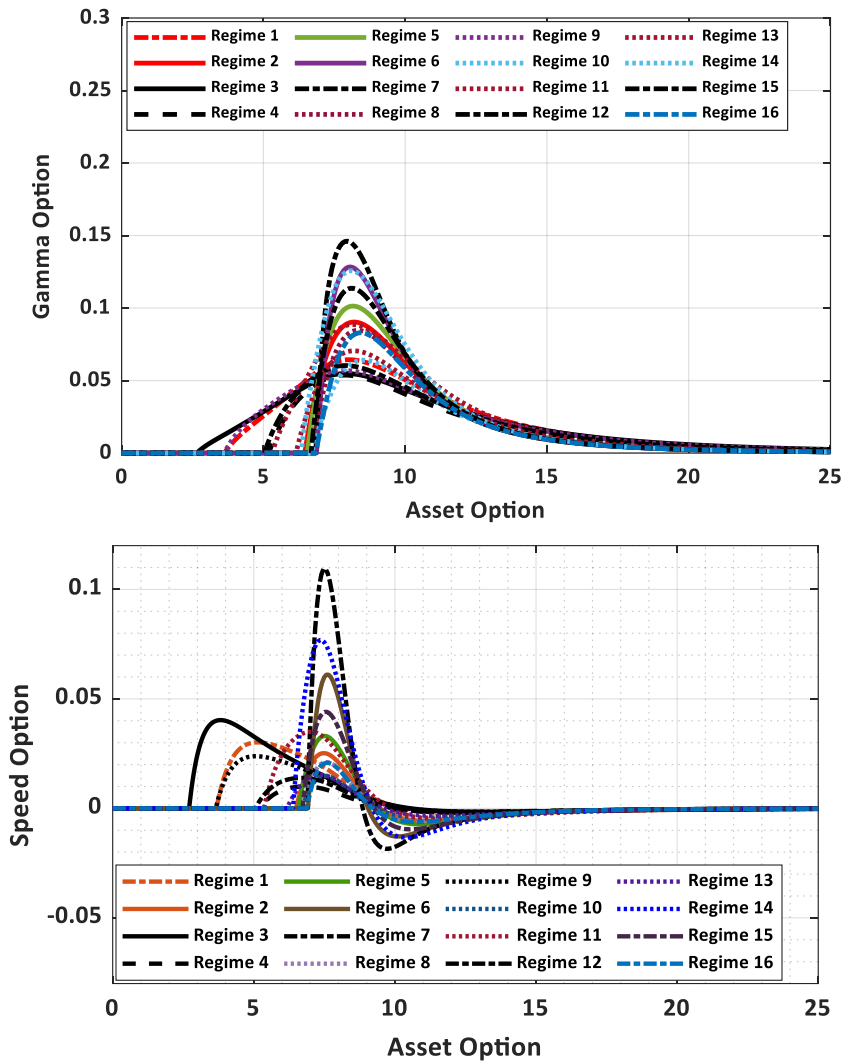 0.3
0.25
0.2
0.15
0.1
0.05
0
Gamma Option
Regime 1 Regime 5 Regime 9 Regime 13
Regime 2 Regime 6 Regime 10 Regime 14
Regime 3 Regime 7 Regime 11 Regime 15
Regime 4 Regime 8 Regime 12 Regime 16
0 5 10 15 20 25
Asset Option
0.1
0.05
0
-0.05
Speed Option
Regime 1 Regime 5 Regime 9 Regime 13
Regime 2 Regime 6 Regime 10 Regime 14
Regime 3 Regime 7 Regime 11 Regime 15
Regime 4 Regime 8 Regime 12 Regime 16
0 5 10 15 20 25
Asset Option